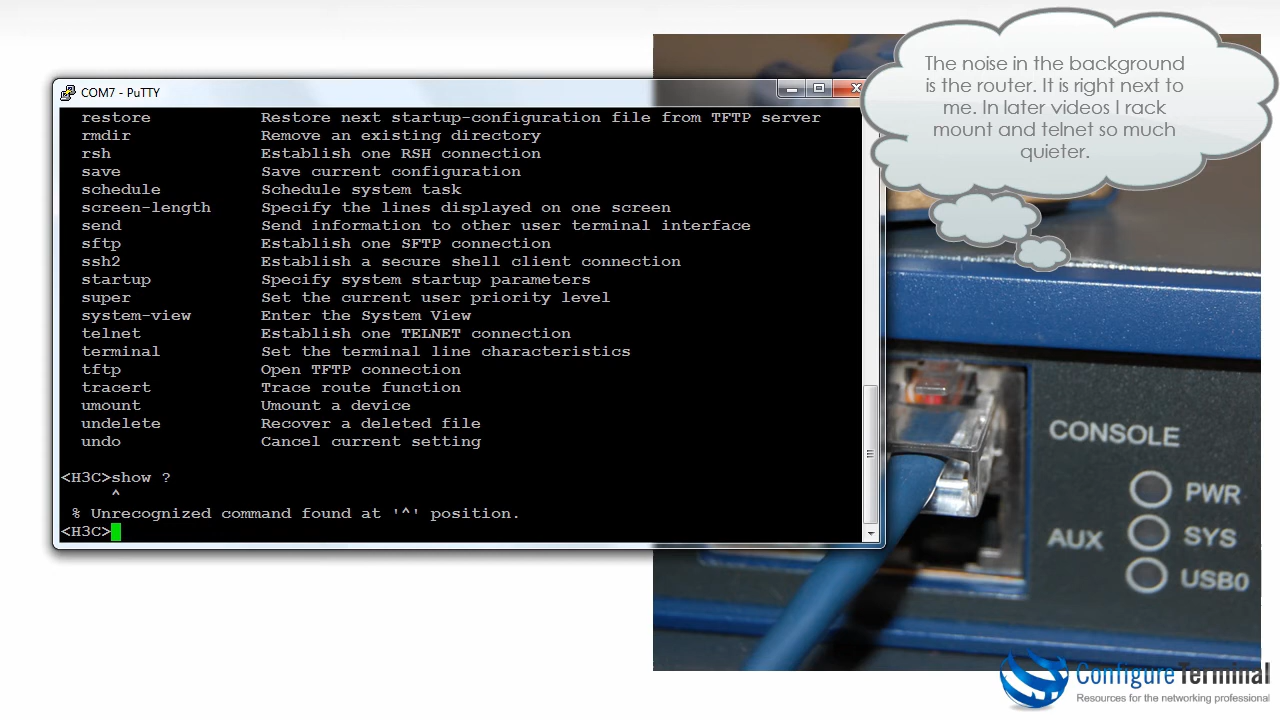 COM7 - PuTTY
restore Restore next startup-configuration file from TFTP server
rmdir Remove an existing directory
rsh Establish one RSH connection
save Save current configuration
schedule Schedule system task
screen-length Specify the lines displayed on one screen
send Send information to other user terminal interface
sftp Establish one SFTP connection
ssh2 Establish a secure shell client connection
startup Specify system startup parameters
super Set the current user priority level
system-view Enter the System View
telnet Establish one TELNET connection
terminal Set the terminal line characteristics
tftp Open TFTP connection
tracert Trace route function
umount Umount a device
undelete Recover a deleted file
undo Cancel current setting
<H3C>show ?
^
% Unrecognized command found at '^' position.
<H3C>
The noise in the background
is the router. It is right next to
me. In later videos I rack
mount and telnet so much
quieter.
CONSOLE
PWR
AUX
SYS
USB0
Configure Terminal
Resources for the networking professional